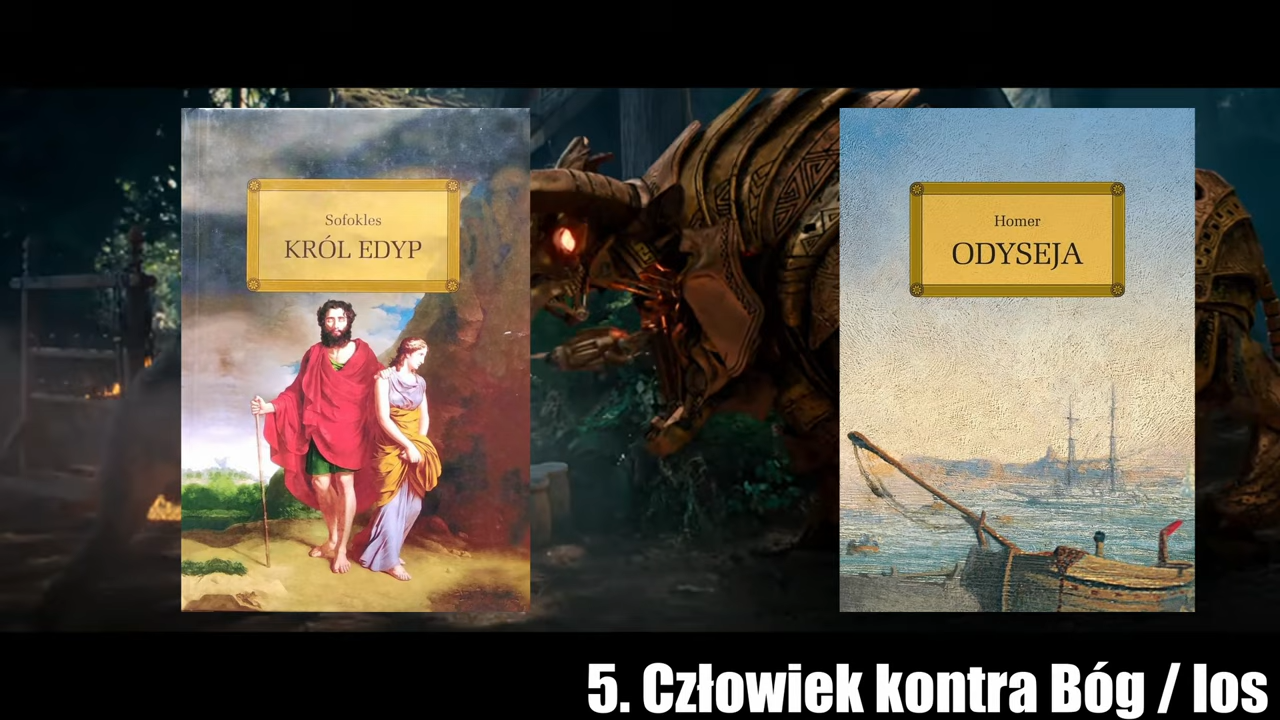 Sofokles
KRÓL EDYP
Homer
ODYSEJA
5. Człowiek kontra Bóg / los